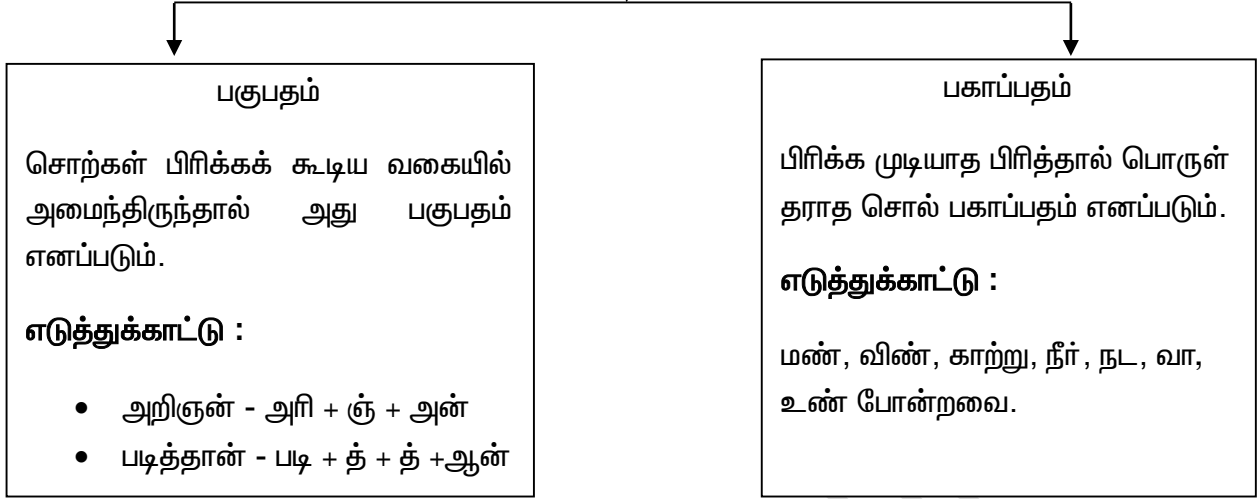 பகுபதம்
சொற்கள் பிரிக்கக் கூடிய வகையில்
அமைந்திருந்தால் அது பகுபதம்
எனப்படும்.
எடுத்துக்காட்டு :
• அறிஞன் - அரி + ஞ் + அன்
• படித்தான் - படி + த் + த் +ஆன்
பகாப்பதம்
பிரிக்க முடியாத பிரித்தால் பொருள்
தராத சொல் பகாப்பதம் எனப்படும்.
எடுத்துக்காட்டு :
மண், விண், காற்று, நீர், நட, வா,
உண் போன்றவை.